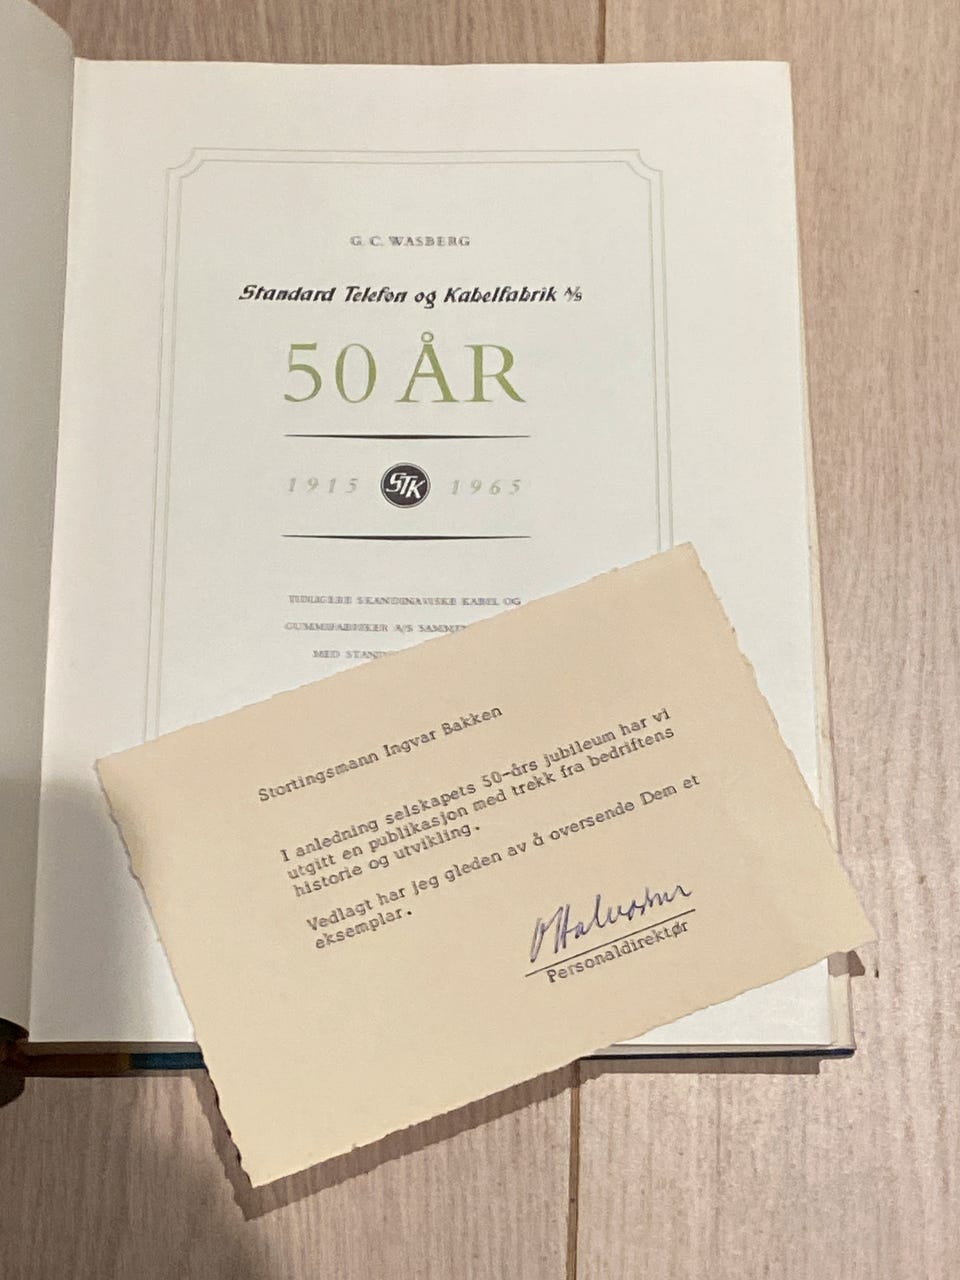 G. C. WASBERG
Standard Telefon og Kabelfabrik A/S
50 ÅR
1915 STK 1965
TIDLIGERE SKANDINAVISKE KABEL OG
GUMMIFABRIKER A/S
MED
Stortingsmann Ingvar Bakken
I anledning selskapets 50-års jubileum har vi
utgitt en publikasjon med trekk fra bedriftens
historie og utvikling.
Vedlagt har jeg gleden av å oversende Dem et
eksemplar.
Personaldirektør